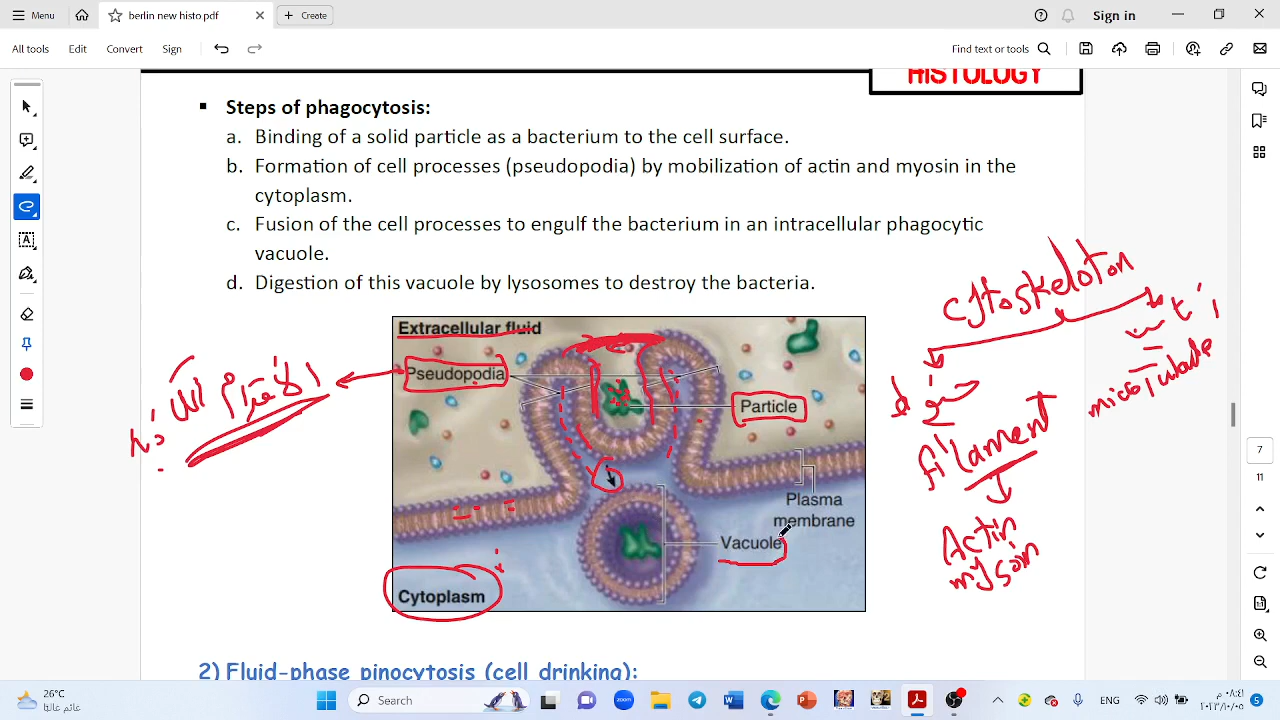 Menu
berlin new histo pdf
Create
Sign in
All tools
Edit
Convert
Sign
Find text or tools
HISTOLOGY
▪ Steps of phagocytosis:
a. Binding of a solid particle as a bacterium to the cell surface.
b. Formation of cell processes (pseudopodia) by mobilization of actin and myosin in the
cytoplasm.
c. Fusion of the cell processes to engulf the bacterium in an intracellular phagocytic
vacuole.
d. Digestion of this vacuole by lysosomes to destroy the bacteria.
Extracellular fluid
Pseudopodia
Particle
Plasma
membrane
Vacuole
Cytoplasm
cytoskeloton
filament
Actin
2) Fluid-phase pinocytosis (cell drinking):
7
11
26°C
Search
ENG